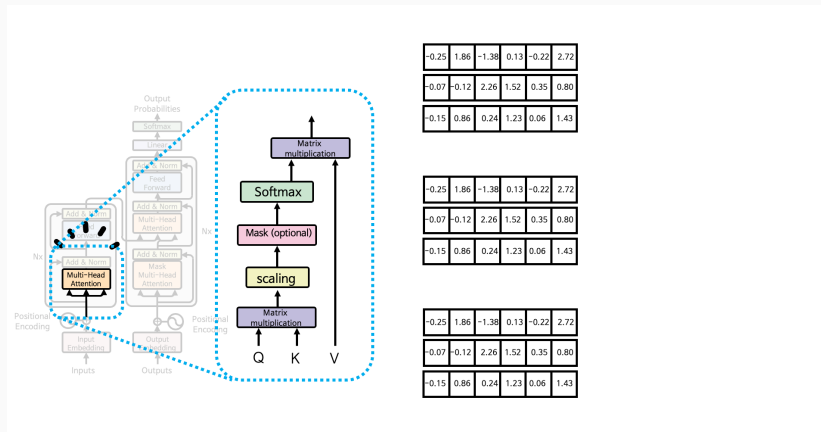 Output
Probabilities
Softmax
Linear
Add & Norm
Feed
Forward
Add & Norm
Multi-Head
Attention
Nx
Add & Norm
Mask
Multi-Head
Attention
Positional
Encoding
Output
Embedding
Outputs
Add & Norm
Forward
Nx
Add & Norm
Multi-Head
Attention
Positional
Encoding
Input
Embedding
Inputs
Matrix
multiplication
Softmax
Mask (optional)
scaling
Matrix
multiplication
Q K V
-0.25 1.86 -1.38 0.13 -0.22 2.72
-0.07 -0.12 2.26 1.52 0.35 0.80
-0.15 0.86 0.24 1.23 0.06 1.43
-0.25 1.86 -1.38 0.13 -0.22 2.72
-0.07 -0.12 2.26 1.52 0.35 0.80
-0.15 0.86 0.24 1.23 0.06 1.43
-0.25 1.86 -1.38 0.13 -0.22 2.72
-0.07 -0.12 2.26 1.52 0.35 0.80
-0.15 0.86 0.24 1.23 0.06 1.43